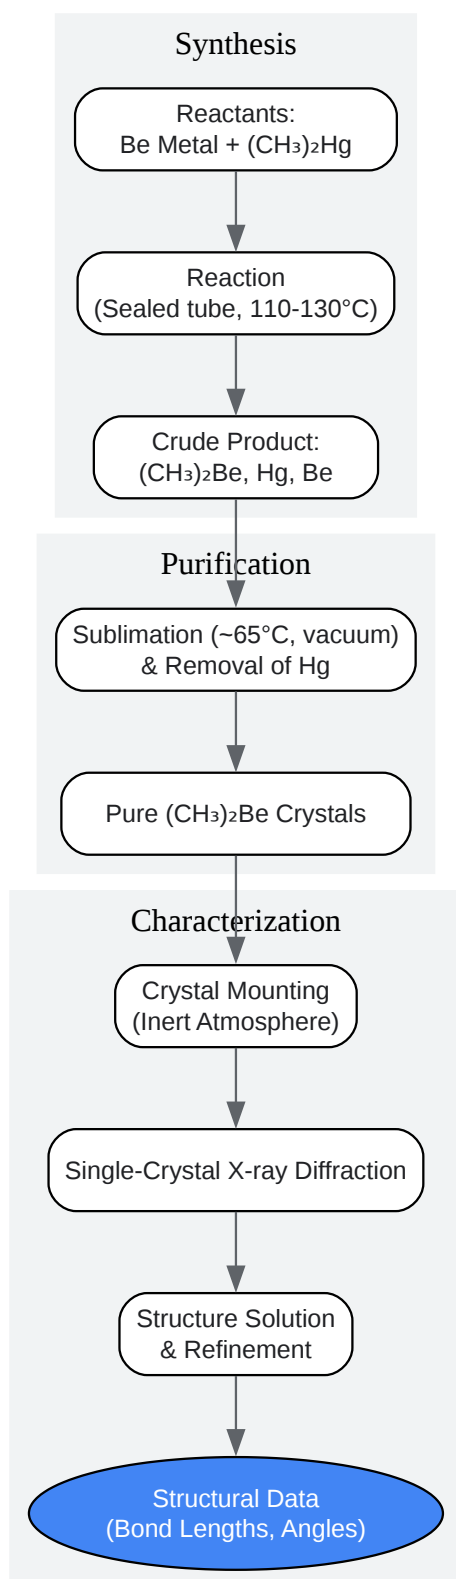 Synthesis
Reactants:
Be Metal + (CH₃)₂Hg
Reaction
(Sealed tube, 110-130°C)
Crude Product:
(CH₃)₂Be, Hg, Be
Purification
Sublimation (~65°C, vacuum)
& Removal of Hg
Pure (CH₃)₂Be Crystals
Characterization
Crystal Mounting
(Inert Atmosphere)
Single-Crystal X-ray Diffraction
Structure Solution
& Refinement
Structural Data
(Bond Lengths, Angles)